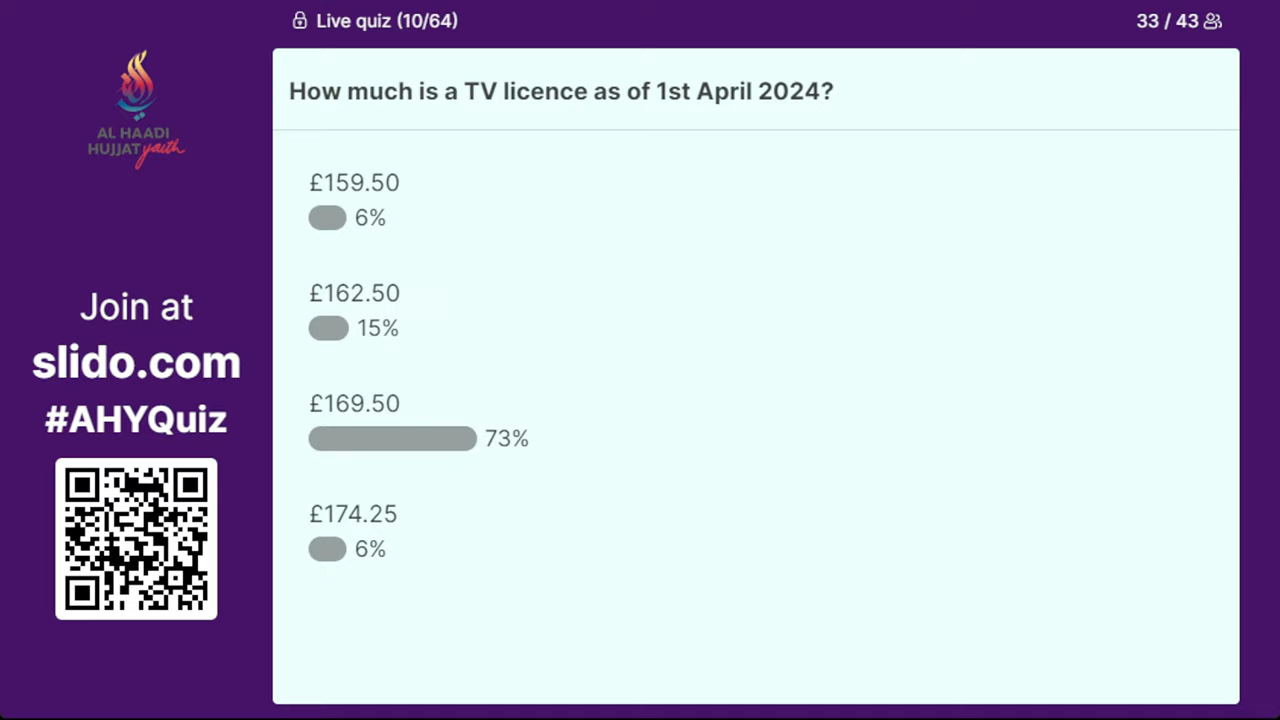 Live quiz (10/64)
33 / 43
AL HAADI
HUJJAT youth
Join at
slido.com
#AHYQuiz
How much is a TV licence as of 1st April 2024?
£159.50
6%
£162.50
15%
£169.50
73%
£174.25
6%